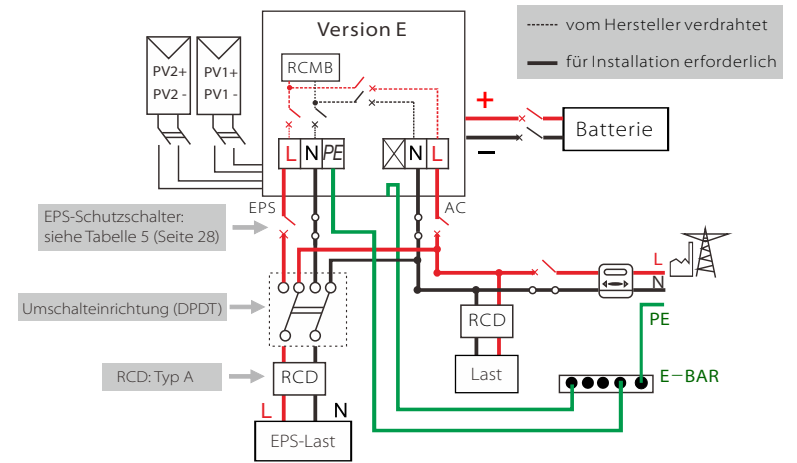 Version E
vom Hersteller verdrahtet
für Installation erforderlich
PV2+
PV2 -
PV1+
PV1 -
RCMB
+
Batterie
L N PE
N L
EPS
AC
EPS-Schutzschalter:
siehe Tabelle 5 (Seite 28)
L
N
Umschalteinrichtung (DPDT)
RCD
PE
RCD: Typ A
RCD
Last
E-BAR
L
N
EPS-Last